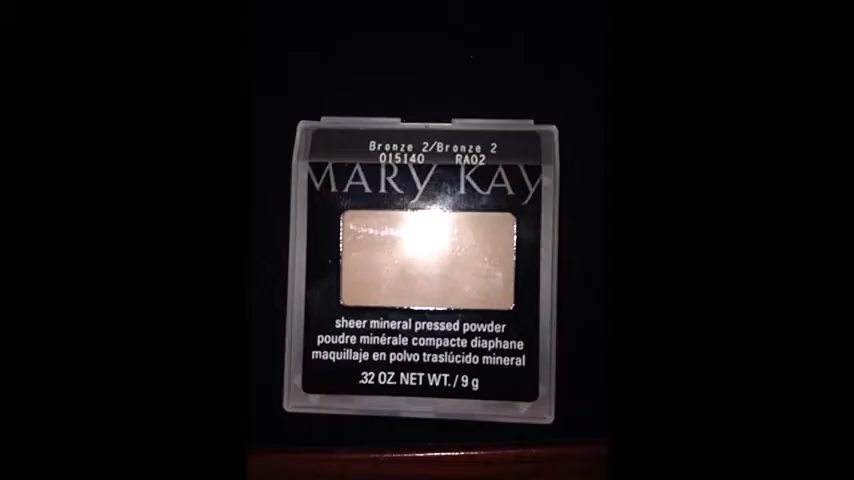 Bronze 2/Bronze 2
015140 RA02
MARY KAY
sheer mineral pressed powder
poudre minérale compacte diaphane
maquillaje en polvo traslúcido mineral
.32 OZ. NET WT. / 9 g